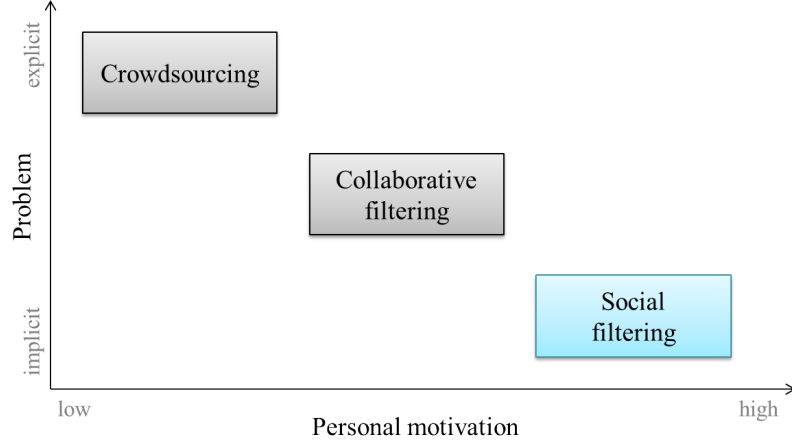 explicit
Crowdsourcing
Problem
Collaborative
filtering
Social
filtering
implicit
low
high
Personal motivation